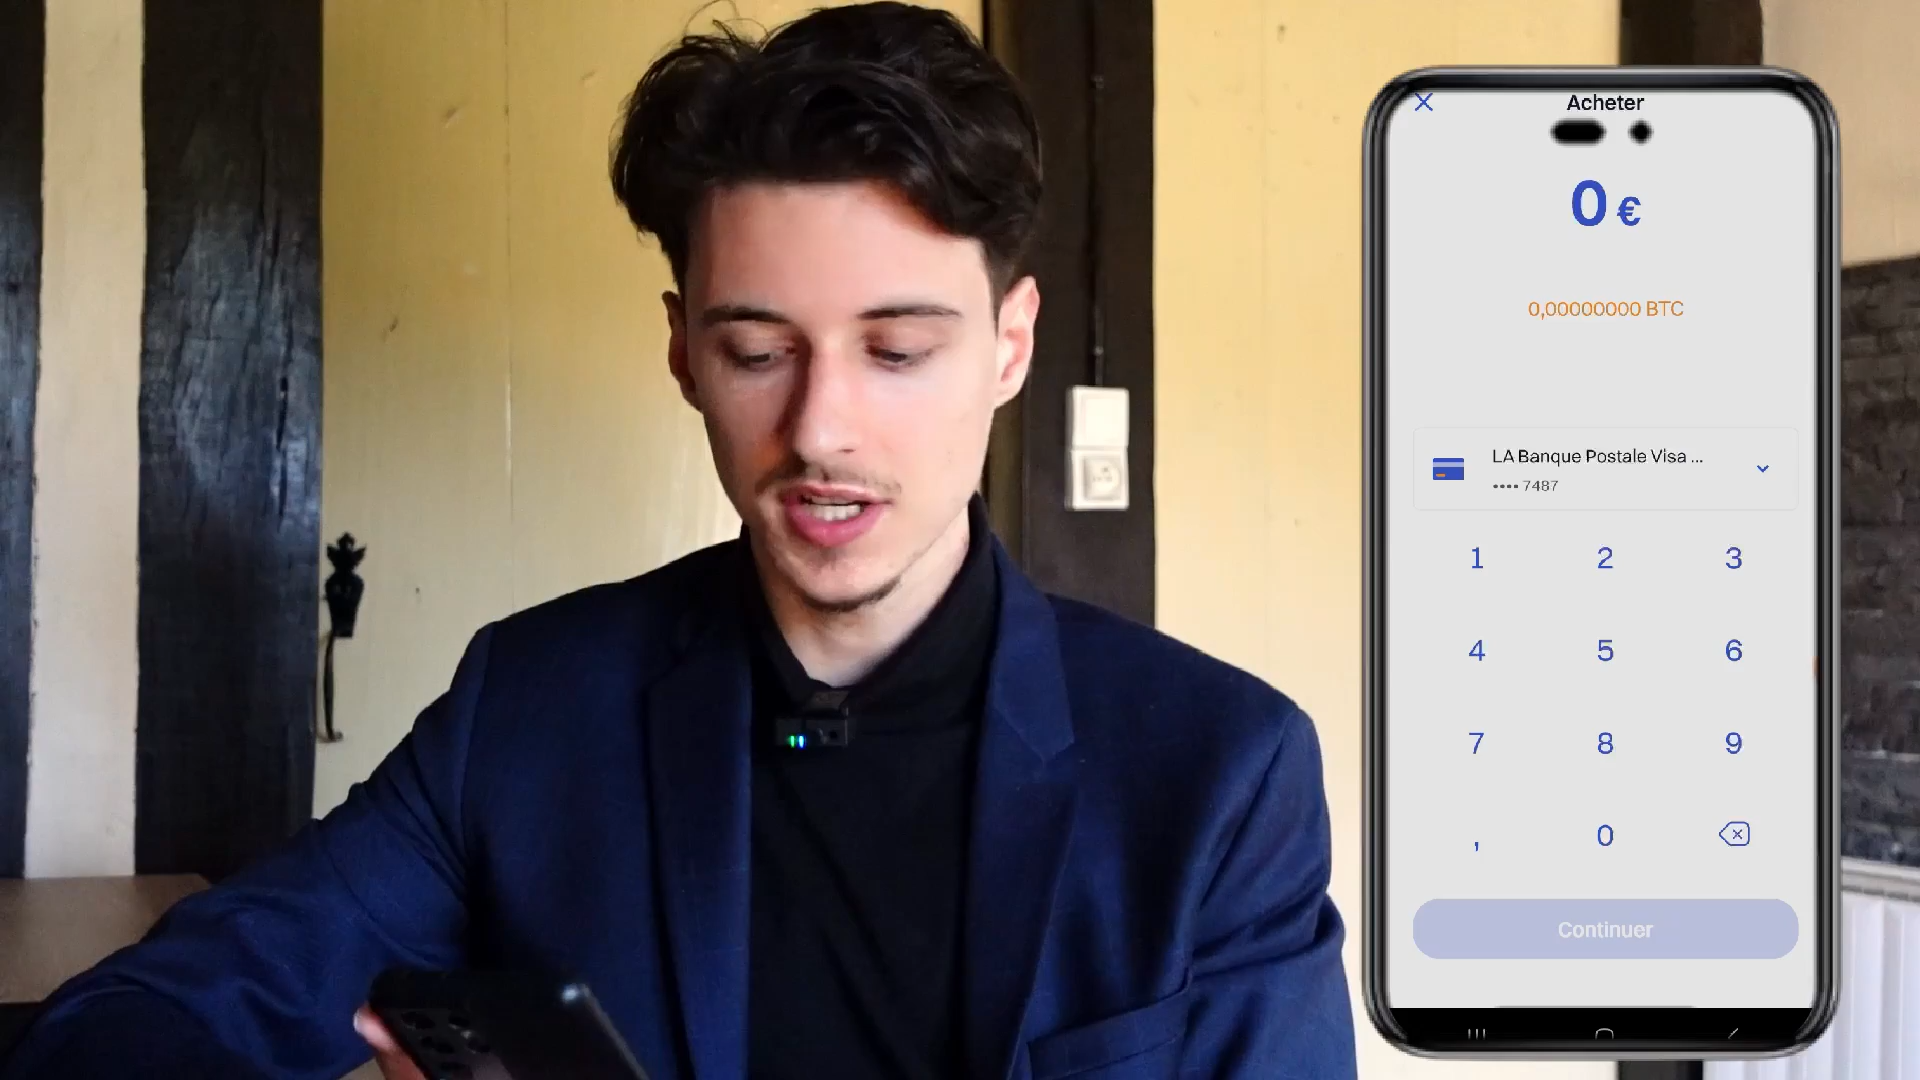 Acheter
0 €
0,00000000 BTC
LA Banque Postale Visa ...
•••• 7487
1 2 3
4 5 6
7 8 9
, 0
Continuer